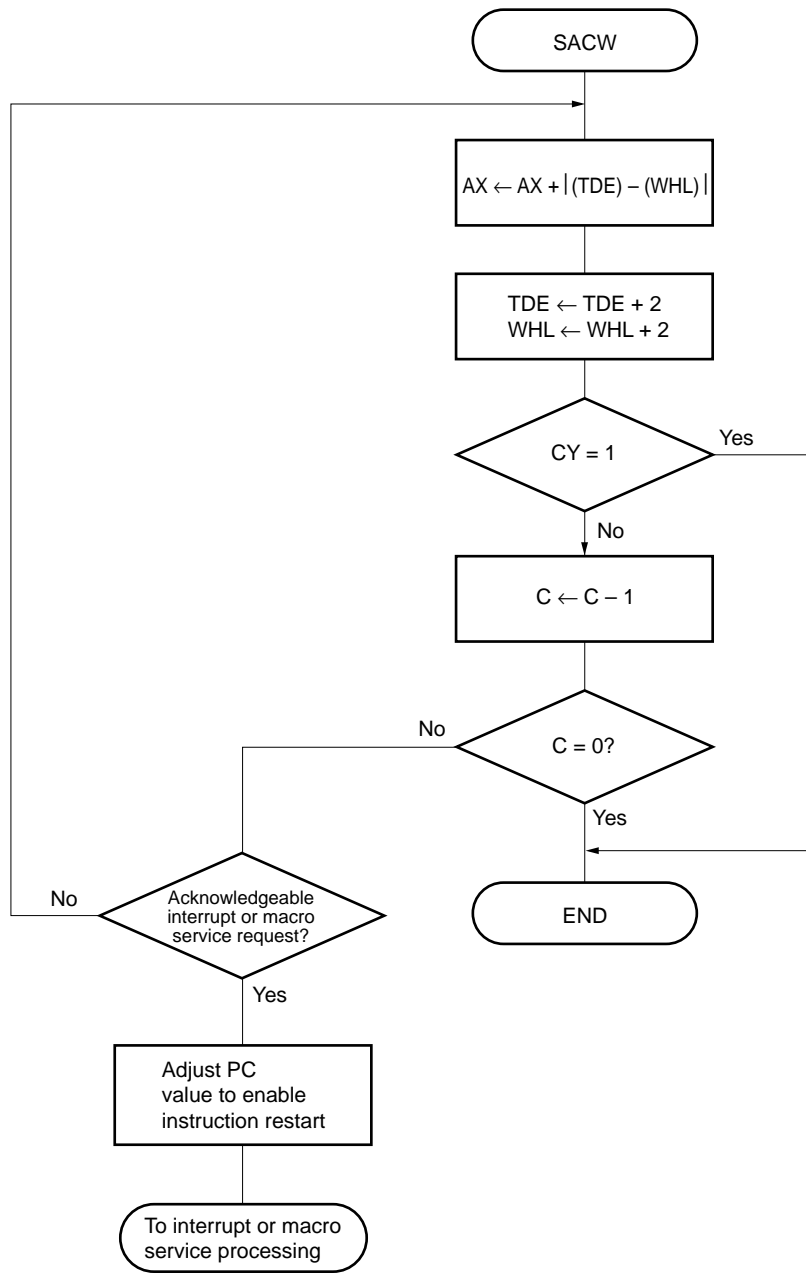 SACW
AX ← AX + |(TDE) – (WHL)|
TDE ← TDE + 2
WHL ← WHL + 2
CY = 1
Yes
No
C ← C – 1
C = 0?
No
Yes
END
Acknowledgeable
interrupt or macro
service request?
No
Yes
Adjust PC
value to enable
instruction restart
To interrupt or macro
service processing